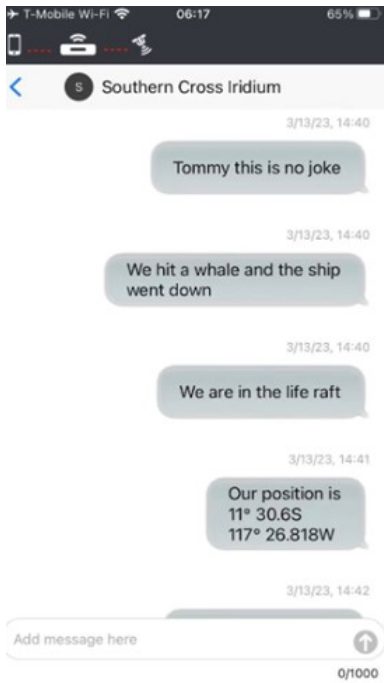 T-Mobile Wi-Fi 06:17 65%
S Southern Cross Iridium
3/13/23, 14:40
Tommy this is no joke
3/13/23, 14:40
We hit a whale and the ship
went down
3/13/23, 14:40
We are in the life raft
3/13/23, 14:41
Our position is
11° 30.6S
117° 26.818W
3/13/23, 14:42
Add message here
0/1000